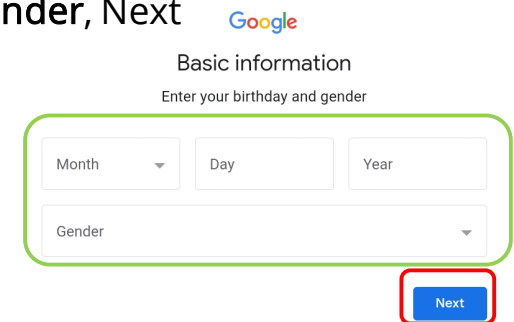 nder, Next
Google
Basic information
Enter your birthday and gender
Month Day Year
Gender
Next